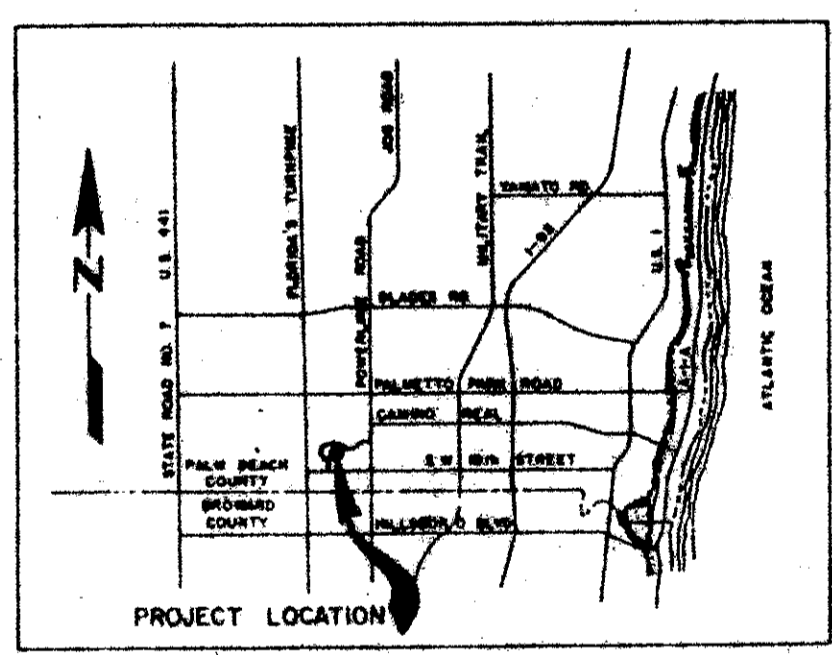 N
U.S. 441
STATE ROAD NO. 7
FLORIDA'S TURNPIKE
JOG ROAD
POWERLINE ROAD
MILITARY TRAIL
YAMATO RD.
I-95
U.S. 1
A-1-A
ATLANTIC OCEAN
GLADES RD.
PALMETTO PARK ROAD
CAMINO REAL
S.W. 18th STREET
PALM BEACH
COUNTY
BROWARD
COUNTY
HILLSBORO BLVD.
PROJECT LOCATION